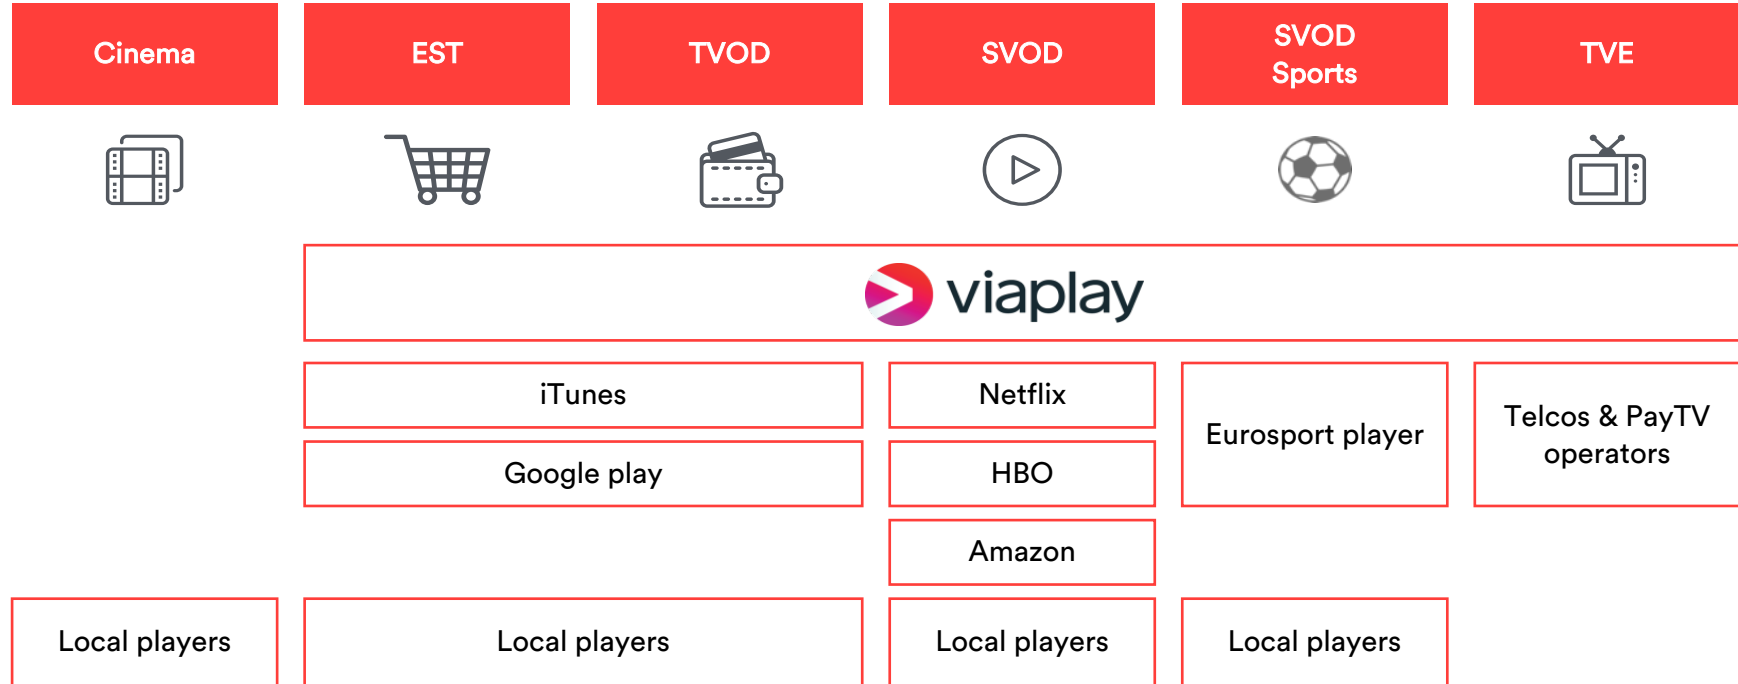 Cinema
EST
TVOD
SVOD
SVOD
Sports
TVE
viaplay
iTunes
Netflix
Eurosport player
Telcos & PayTV
operators
Google play
HBO
Amazon
Local players
Local players
Local players
Local players